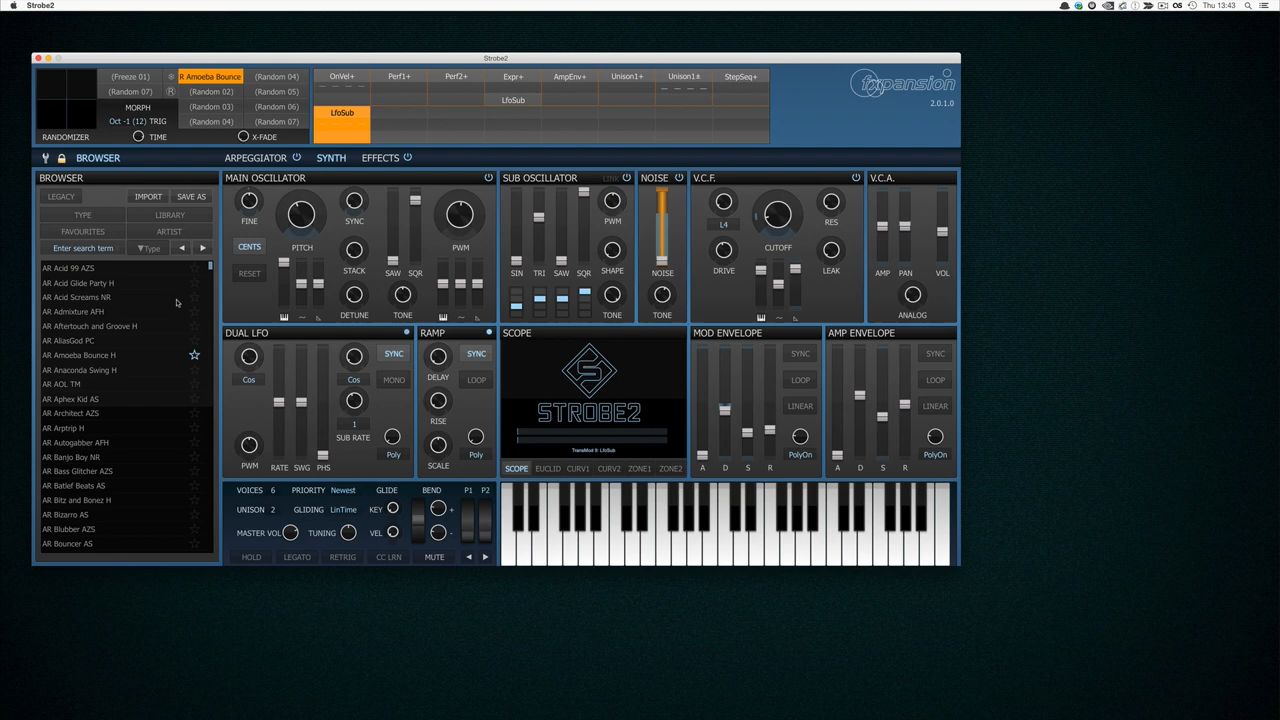 Strobe2
OS Thu 13:43
Strobe2
(Freeze 01) R Amoeba Bounce (Random 04)
(Random 07) R (Random 02) (Random 05)
MORPH (Random 03) (Random 06)
Oct -1 (12) TRIG (Random 04) (Random 07)
RANDOMIZER TIME X-FADE
OnVel+ Perf1+ Perf2+ Expr+ AmpEnv+ Unison1+ Unison1± StepSeq+
LfoSub
LfoSub
fxpansion
2.0.1.0
BROWSER ARPEGGIATOR SYNTH EFFECTS
BROWSER
LEGACY IMPORT SAVE AS
TYPE LIBRARY
FAVOURITES ARTIST
Enter search term ▼Type
AR Acid 99 AZS
AR Acid Glide Party H
AR Acid Screams NR
AR Admixture AFH
AR Aftertouch and Groove H
AR AliasGod PC
AR Amoeba Bounce H
AR Anaconda Swing H
AR AOL TM
AR Aphex Kid AS
AR Architect AZS
AR Arptrip H
AR Autogabber AFH
AR Banjo Boy NR
AR Bass Glitcher AZS
AR Batlef Beats AS
AR Bitz and Bonez H
AR Bizarro AS
AR Blubber AZS
AR Bouncer AS
MAIN OSCILLATOR
FINE SYNC
PITCH PWM
CENTS
STACK SAW SQR
RESET
DETUNE TONE
SUB OSCILLATOR LINK
PWM
SHAPE
SIN TRI SAW SQR
TONE
NOISE
NOISE
TONE
V.C.F.
L4 RES
CUTOFF
DRIVE LEAK
V.C.A.
AMP PAN VOL
ANALOG
DUAL LFO
Cos Cos SYNC
MONO
1
SUB RATE
Poly
PWM RATE SWG PHS
RAMP
SYNC
DELAY LOOP
RISE
Poly
SCALE
SCOPE
STROBE2
TransMod 9: LfoSub
SCOPE EUCLID CURV1 CURV2 ZONE1 ZONE2
MOD ENVELOPE
SYNC
LOOP
LINEAR
PolyOn
A D S R
AMP ENVELOPE
SYNC
LOOP
LINEAR
PolyOn
A D S R
VOICES 6 PRIORITY Newest GLIDE BEND P1 P2
UNISON 2 GLIDING LinTime KEY +
MASTER VOL TUNING VEL -
HOLD LEGATO RETRIG CC LRN MUTE